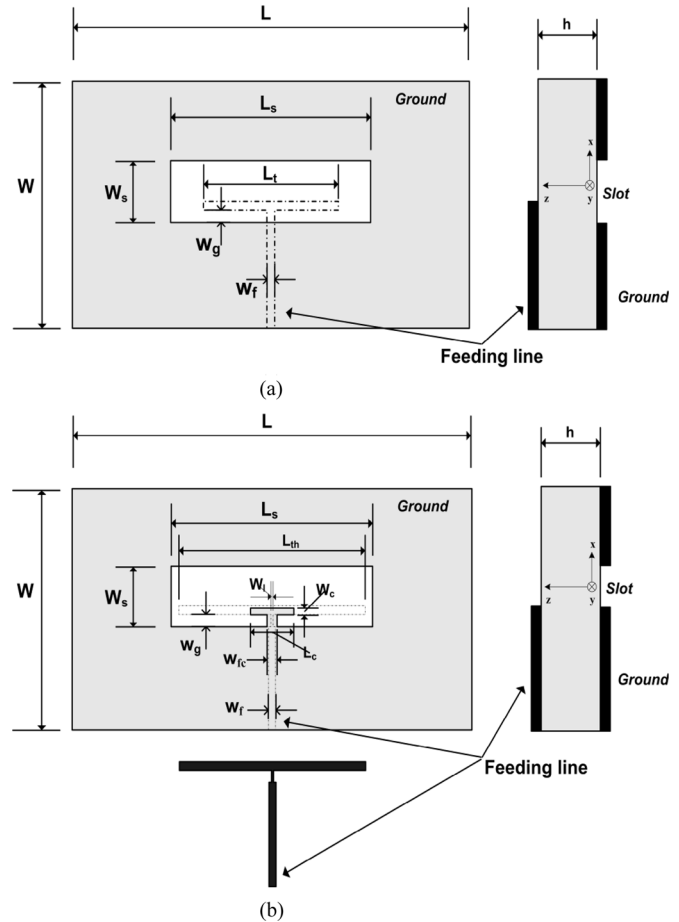 L
h
Ground
Ls
W
Ws
Lt
x
Slot
z
y
Wg
Wf
Ground
Feeding line
(a)
L
h
Ground
Ls
Lth
W
Ws
Wl
Wc
x
Slot
z
y
Wg
Lc
Wfc
Ground
Wf
Feeding line
(b)